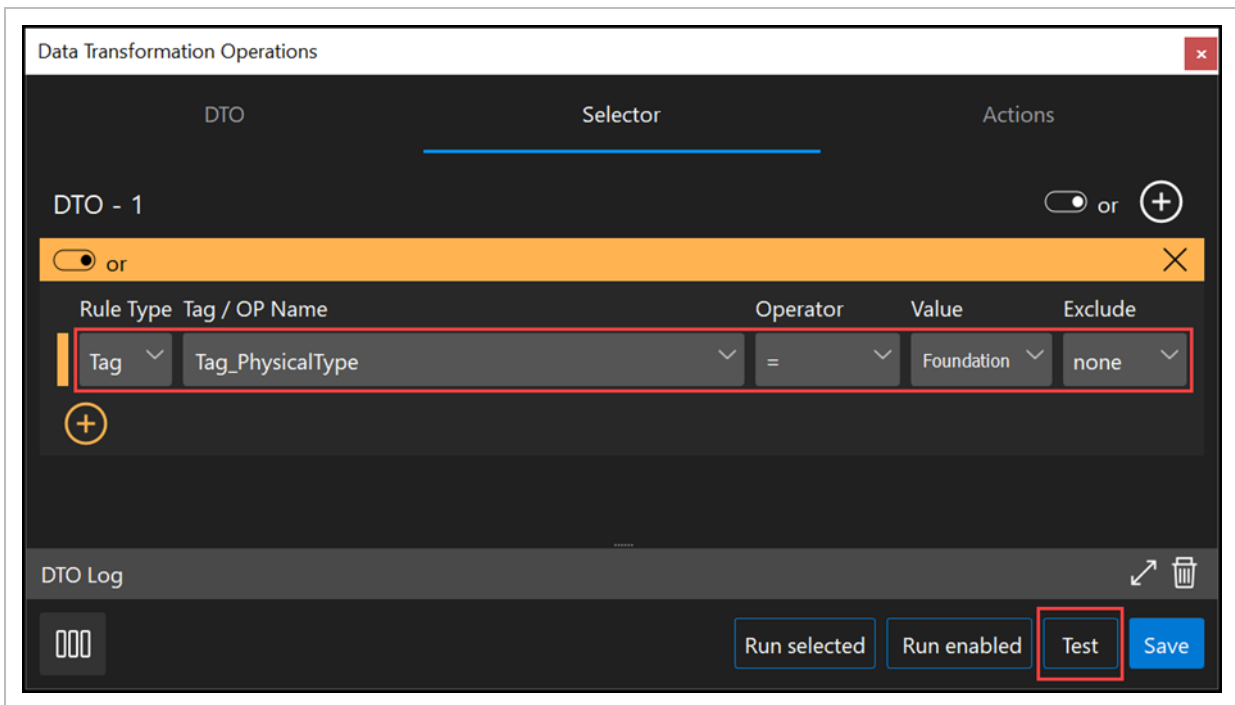 Data Transformation Operations
DTO Selector Actions
DTO - 1 or
or
Rule Type Tag / OP Name Operator Value Exclude
Tag Tag_PhysicalType = Foundation none
DTO Log
Run selected Run enabled Test Save